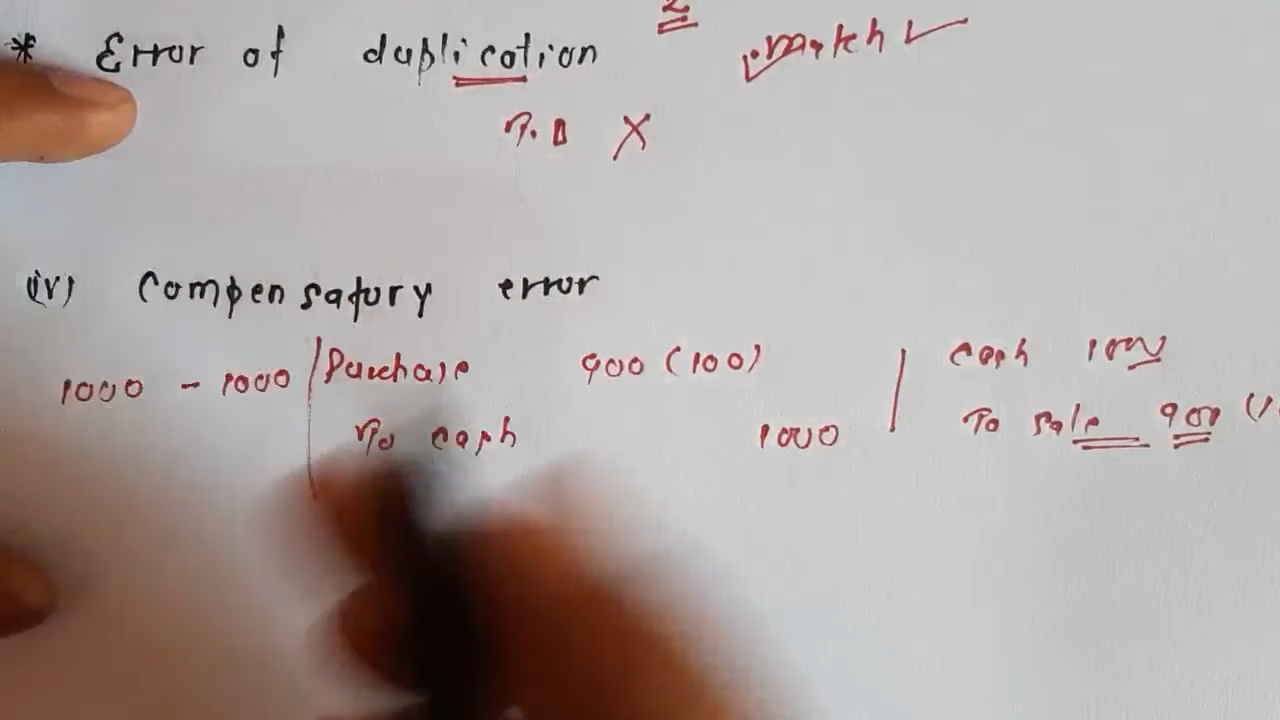 * Error of duplication
match ✓
T.B X
(iv) Compensatory error
1000 - 1000 | Purchase 900 (100) | Cash 1000
To cash 1000 To Sale 900